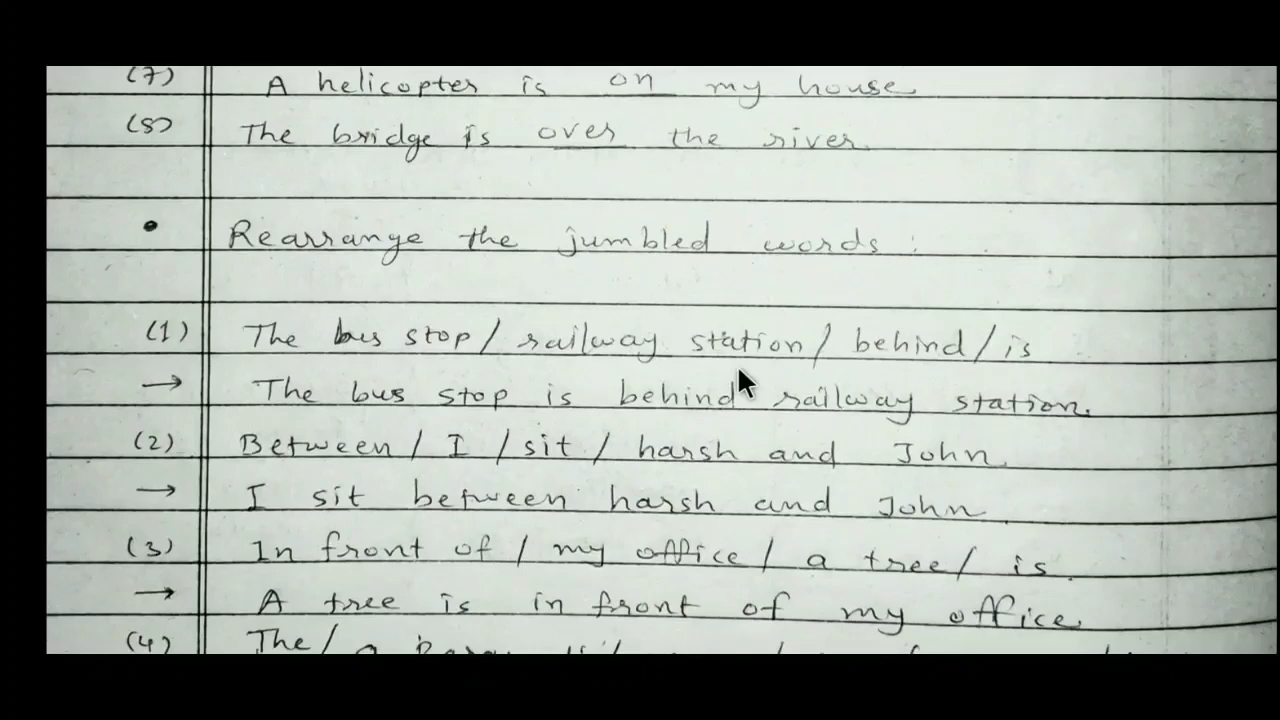 (7) A helicopter is on my house.
(8) The bridge is over the river.
• Rearrange the jumbled words :
(1) The bus stop / railway station / behind / is
→ The bus stop is behind railway station.
(2) Between / I / sit / harsh and John.
→ I sit between harsh and John
(3) In front of / my office / a tree / is.
→ A tree is in front of my office.
(4) The /